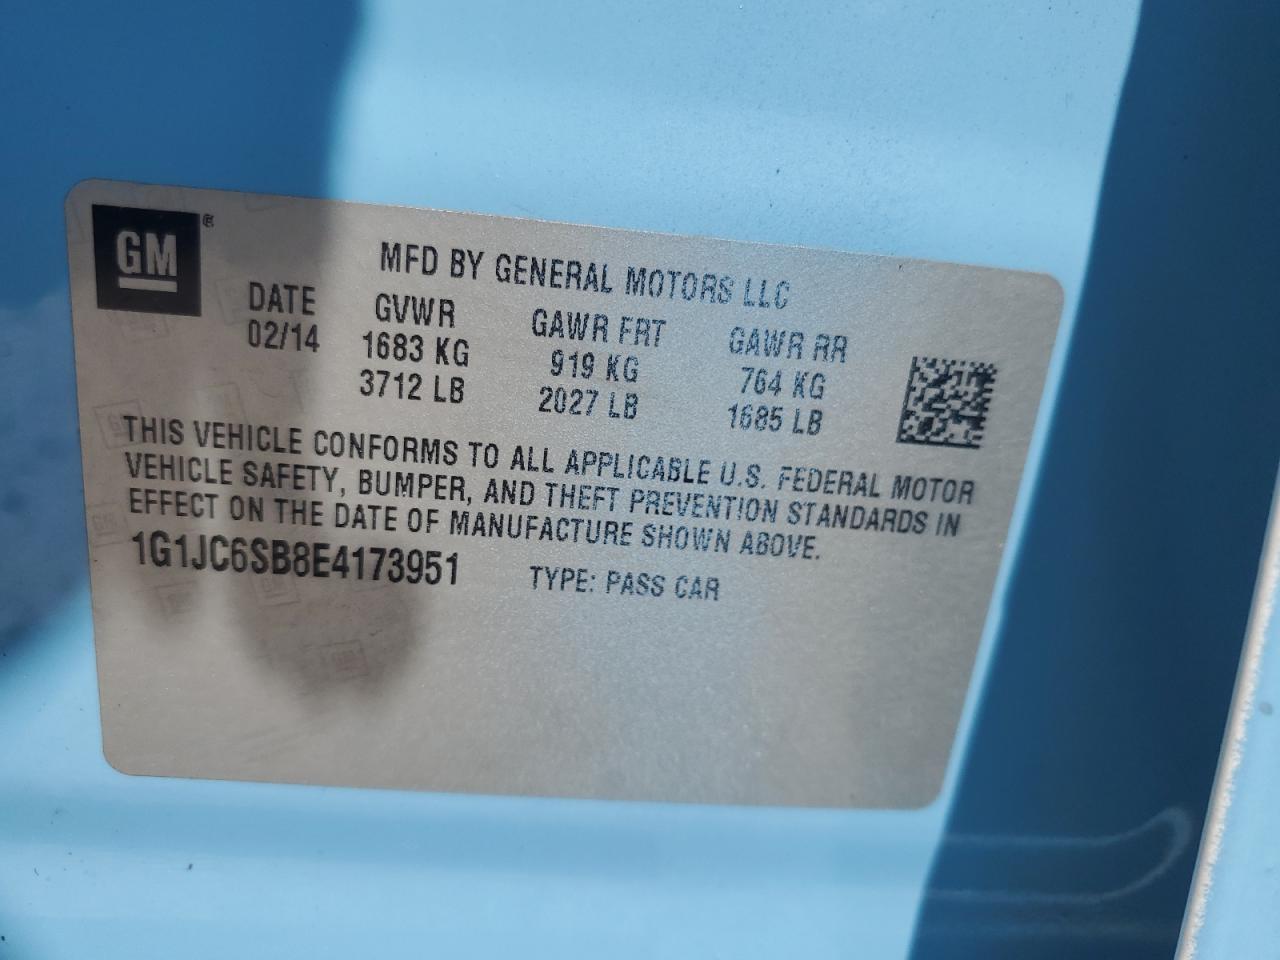 GM ®
MFD BY GENERAL MOTORS LLC
DATE GVWR GAWR FRT GAWR RR
02/14 1683 KG 919 KG 764 KG
3712 LB 2027 LB 1685 LB
THIS VEHICLE CONFORMS TO ALL APPLICABLE U.S. FEDERAL MOTOR
VEHICLE SAFETY, BUMPER, AND THEFT PREVENTION STANDARDS IN
EFFECT ON THE DATE OF MANUFACTURE SHOWN ABOVE.
1G1JC6SB8E4173951 TYPE: PASS CAR